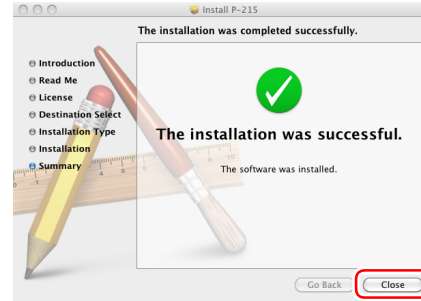 Install P-215
The installation was completed successfully.
Introduction
Read Me
License
Destination Select
Installation Type
Installation
Summary
The installation was successful.
The software was installed.
Go Back
Close